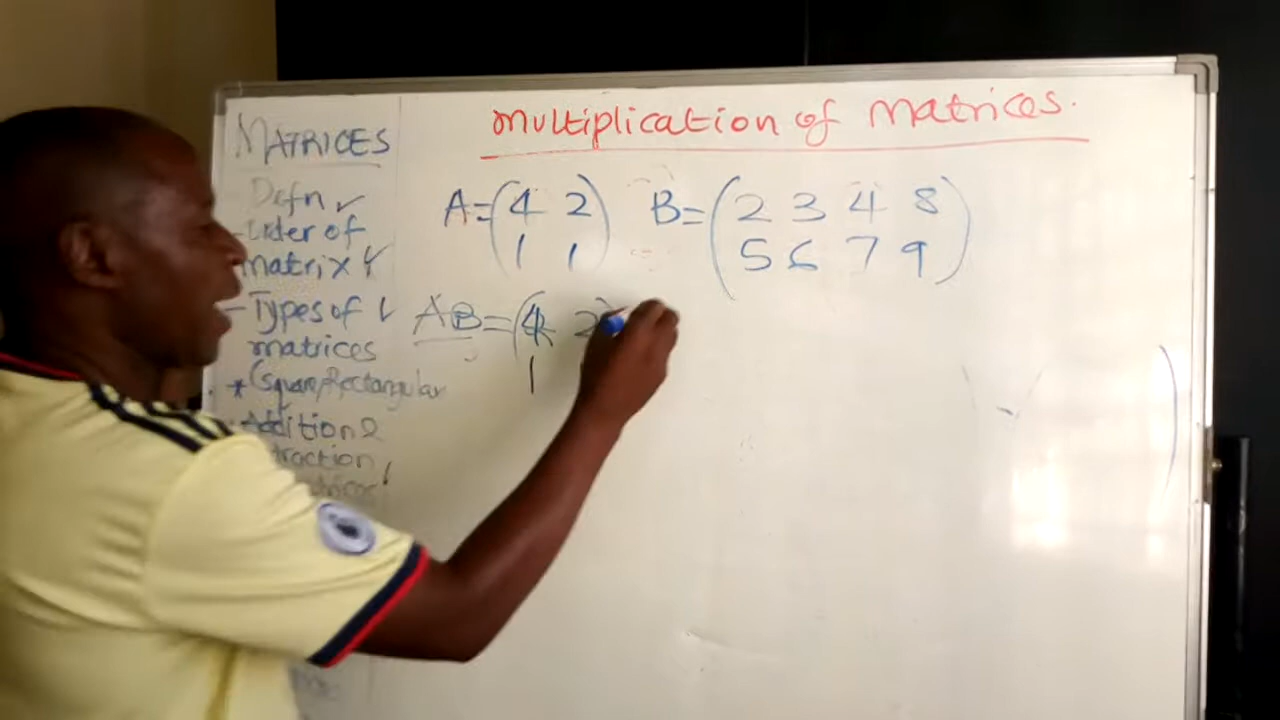 multiplication of matrices.
MATRICES
Defn ✓
-Order of
matrix ✓
-Types of ✓
matrices
* (Square, Rectangular
Addition &
A = (4 2) B = (2 3 4 8)
1 1 5 6 7 9
AB = (4 2)
1